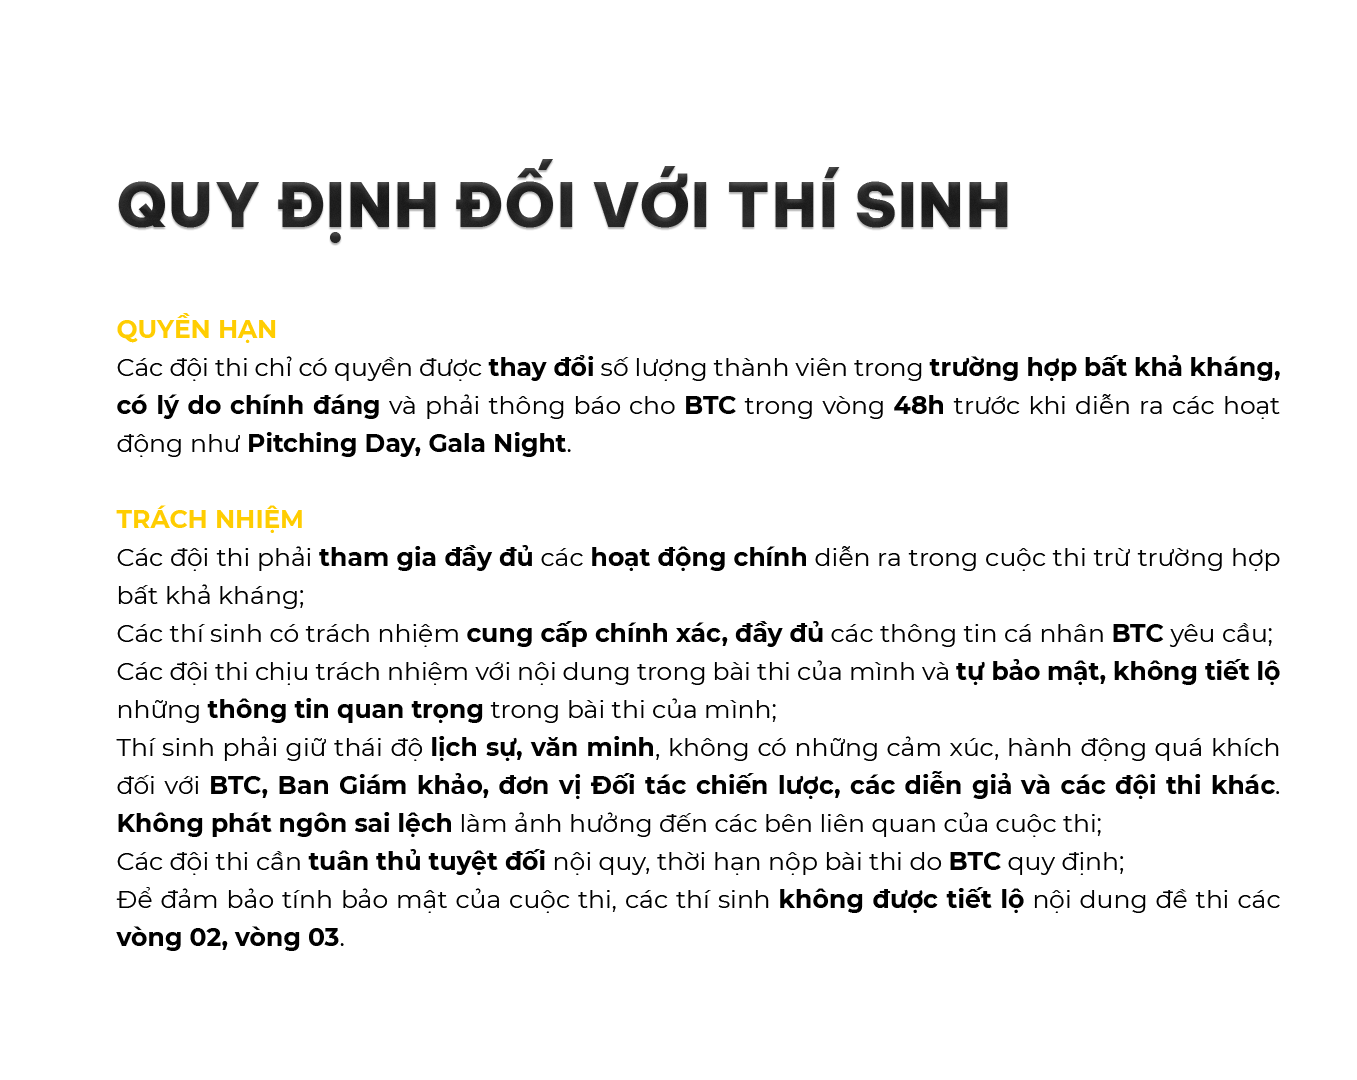 QUY ĐỊNH ĐỐI VỚI THÍ SINH
QUYỀN HẠN
Các đội thi chỉ có quyền được thay đổi số lượng thành viên trong trường hợp bất khả kháng,
có lý do chính đáng và phải thông báo cho BTC trong vòng 48h trước khi diễn ra các hoạt
động như Pitching Day, Gala Night.
TRÁCH NHIỆM
Các đội thi phải tham gia đầy đủ các hoạt động chính diễn ra trong cuộc thi trừ trường hợp
bất khả kháng;
Các thí sinh có trách nhiệm cung cấp chính xác, đầy đủ các thông tin cá nhân BTC yêu cầu;
Các đội thi chịu trách nhiệm với nội dung trong bài thi của mình và tự bảo mật, không tiết lộ
những thông tin quan trọng trong bài thi của mình;
Thí sinh phải giữ thái độ lịch sự, văn minh, không có những cảm xúc, hành động quá khích
đối với BTC, Ban Giám khảo, đơn vị Đối tác chiến lược, các diễn giả và các đội thi khác.
Không phát ngôn sai lệch làm ảnh hưởng đến các bên liên quan của cuộc thi;
Các đội thi cần tuân thủ tuyệt đối nội quy, thời hạn nộp bài thi do BTC quy định;
Để đảm bảo tính bảo mật của cuộc thi, các thí sinh không được tiết lộ nội dung đề thi các
vòng 02, vòng 03.